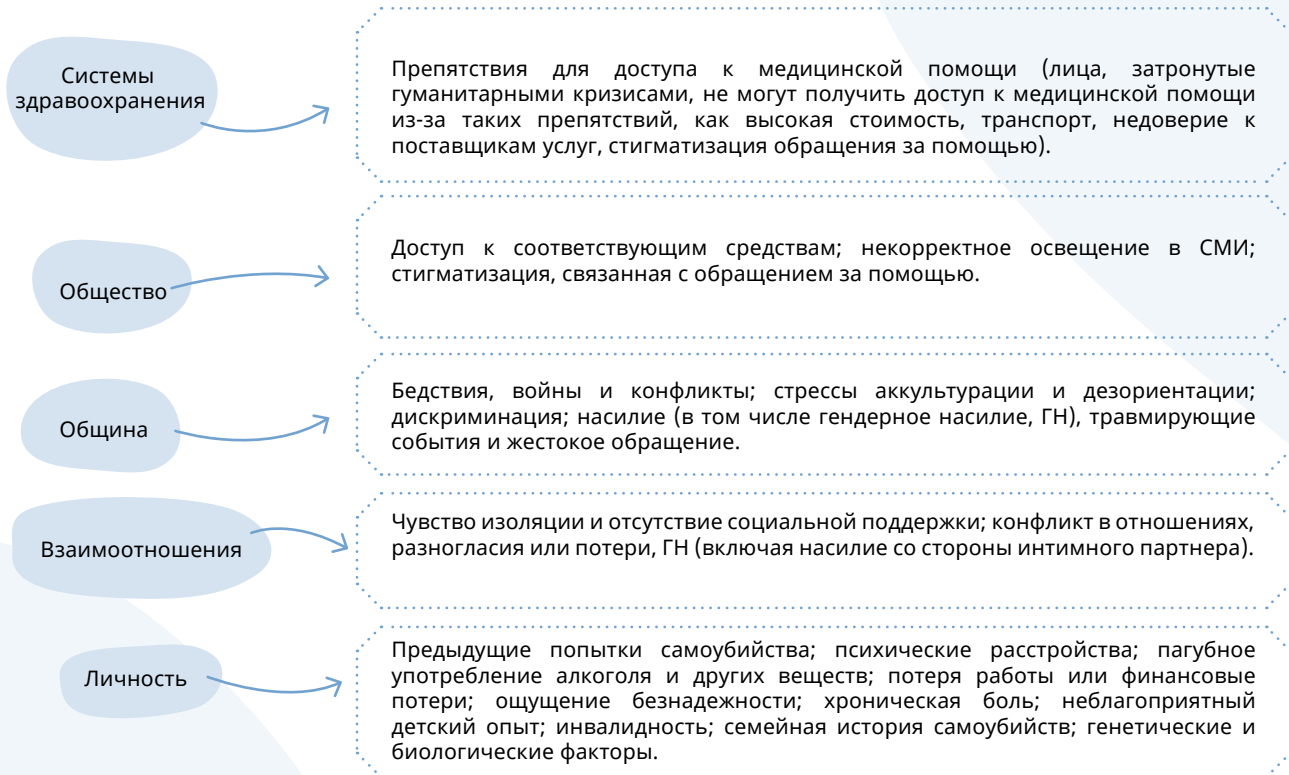 Системы
здравоохранения
Препятствия для доступа к медицинской помощи (лица, затронутые
гуманитарными кризисами, не могут получить доступ к медицинской помощи
из-за таких препятствий, как высокая стоимость, транспорт, недоверие к
поставщикам услуг, стигматизация обращения за помощью).
Общество
Доступ к соответствующим средствам; некорректное освещение в СМИ;
стигматизация, связанная с обращением за помощью.
Община
Бедствия, войны и конфликты; стрессы аккультурации и дезориентации;
дискриминация; насилие (в том числе гендерное насилие, ГН), травмирующие
события и жестокое обращение.
Взаимоотношения
Чувство изоляции и отсутствие социальной поддержки; конфликт в отношениях,
разногласия или потери, ГН (включая насилие со стороны интимного партнера).
Личность
Предыдущие попытки самоубийства; психические расстройства; пагубное
употребление алкоголя и других веществ; потеря работы или финансовые
потери; ощущение безнадежности; хроническая боль; неблагоприятный
детский опыт; инвалидность; семейная история самоубийств; генетические и
биологические факторы.